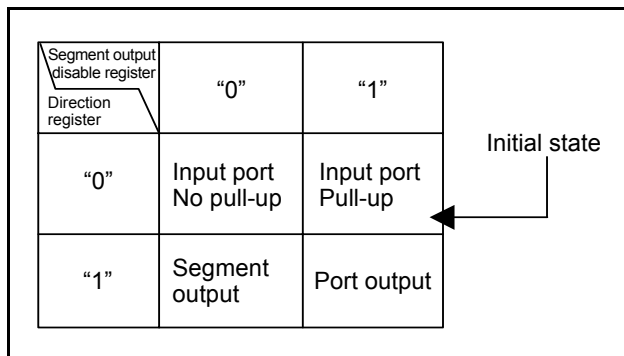 Segment output
disable register
Direction
register
“0”
“1”
Initial state
“0”
Input port
No pull-up
Input port
Pull-up
“1”
Segment
output
Port output